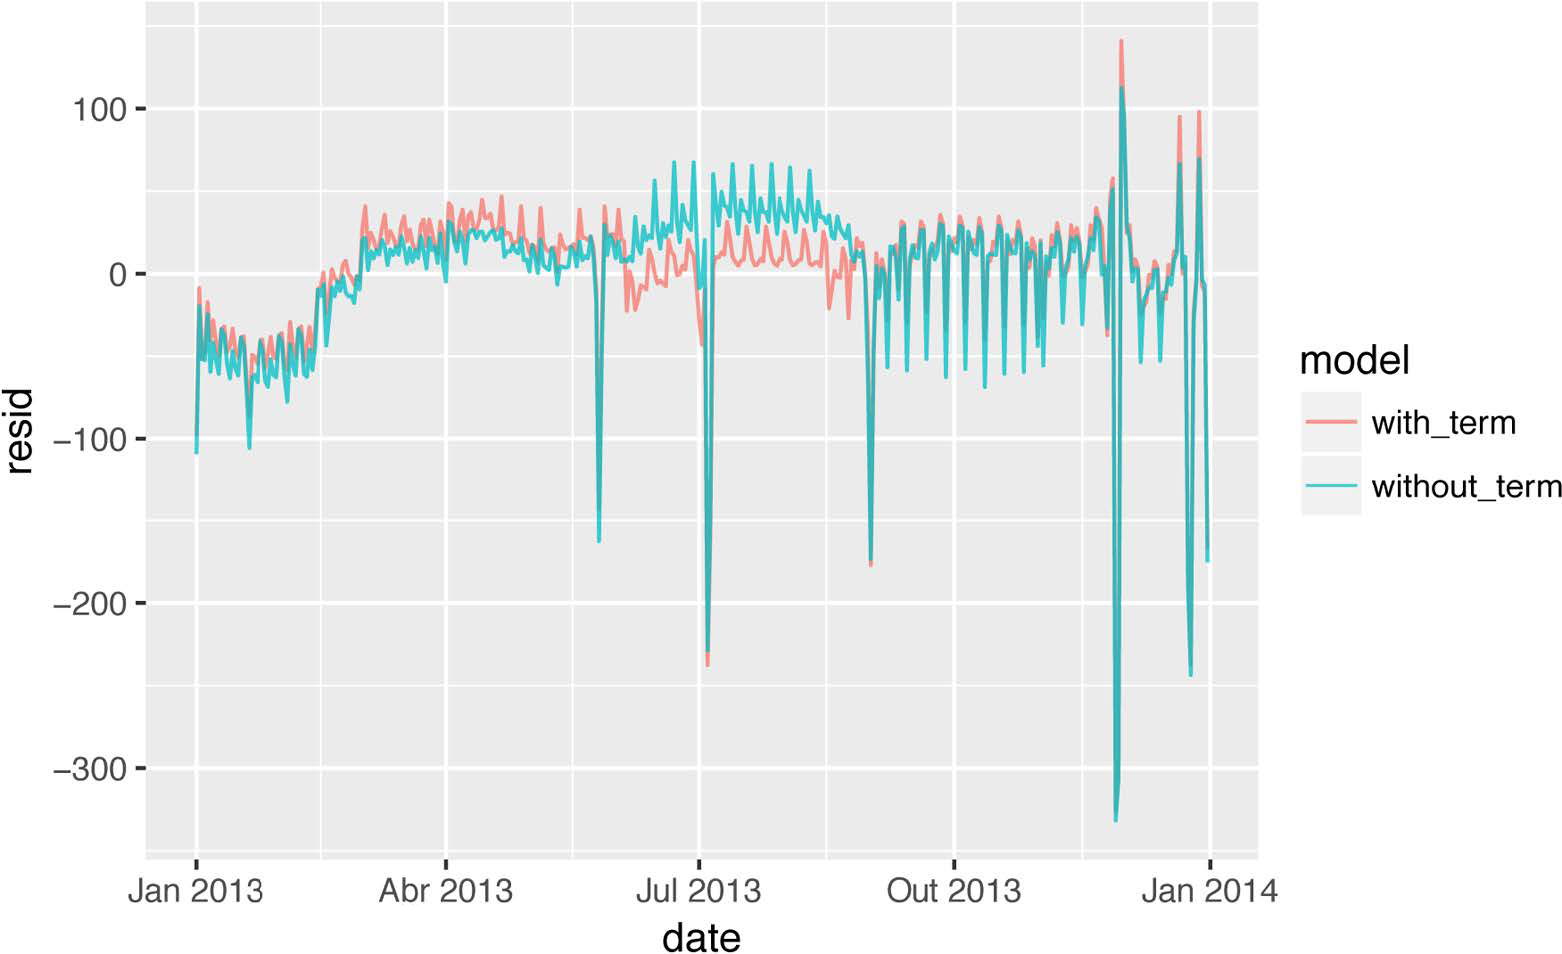 100
0
−100
−200
−300
resid
Jan 2013
Abr 2013
Jul 2013
Out 2013
Jan 2014
date
model
with_term
without_term